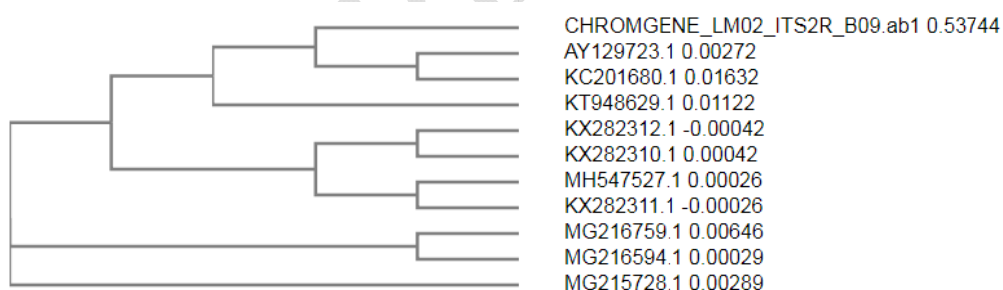 CHROMGENE_LM02_ITS2R_B09.ab1 0.53744
AY129723.1 0.00272
KC201680.1 0.01632
KT948629.1 0.01122
KX282312.1 -0.00042
KX282310.1 0.00042
MH547527.1 0.00026
KX282311.1 -0.00026
MG216759.1 0.00646
MG216594.1 0.00029
MG215728.1 0.00289